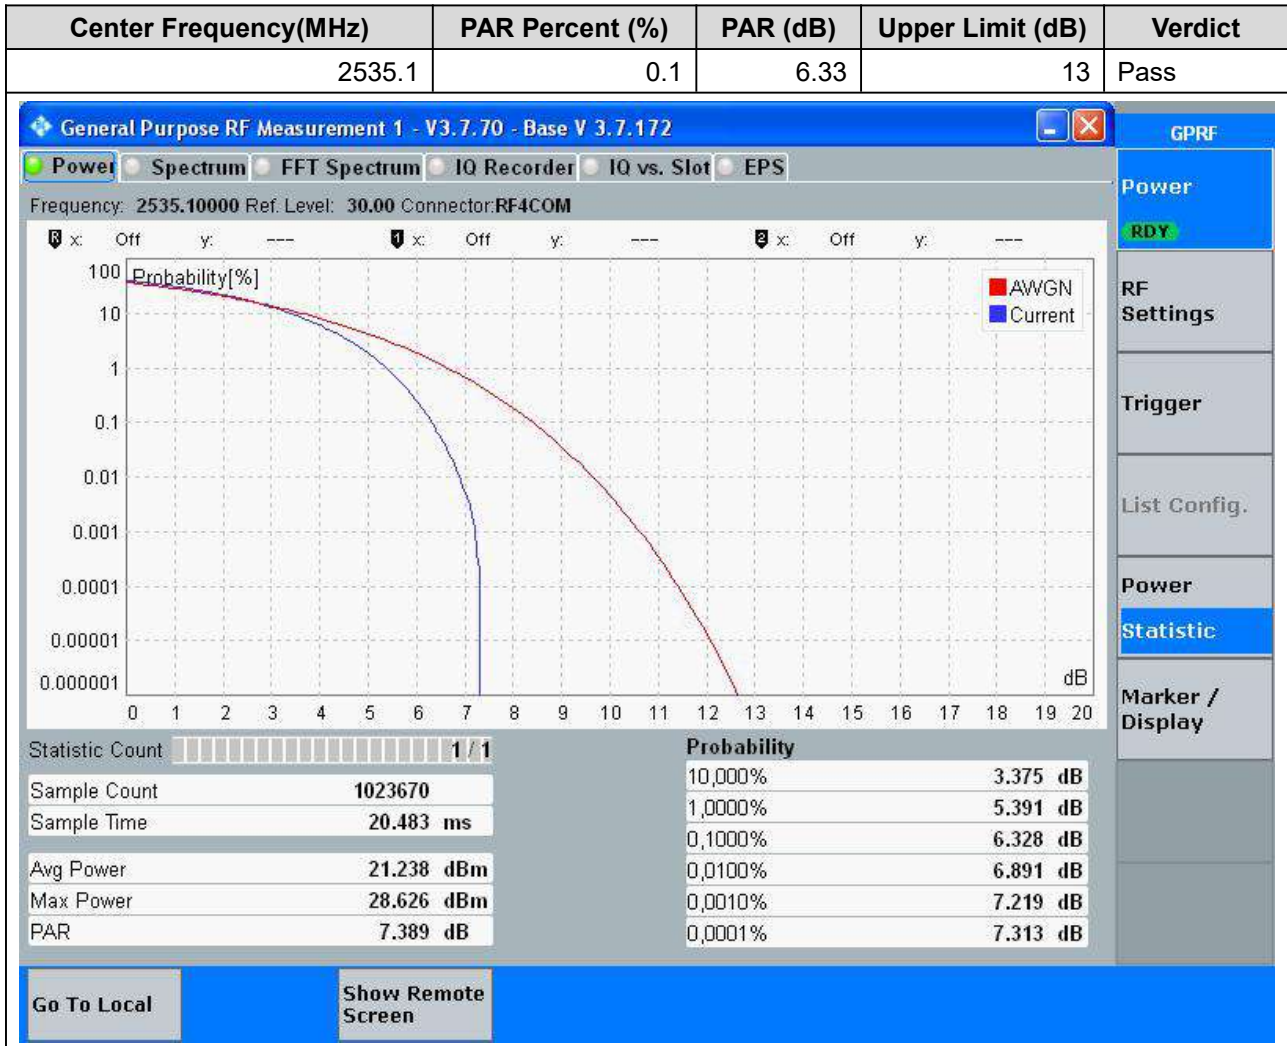 Center Frequency(MHz) PAR Percent (%) PAR (dB) Upper Limit (dB) Verdict
2535.1 0.1 6.33 13 Pass
General Purpose RF Measurement 1 - V3.7.70 - Base V 3.7.172
GPRF
Power Spectrum FFT Spectrum IQ Recorder IQ vs. Slot EPS
Power
RDY
Frequency: 2535.10000 Ref. Level: 30.00 Connector:RF4COM
R x: Off y: --- 1 x: Off y: --- 2 x: Off y: ---
Probability[%]
AWGN
Current
100
10
1
0.1
0.01
0.001
0.0001
0.00001
0.000001
dB
0 1 2 3 4 5 6 7 8 9 10 11 12 13 14 15 16 17 18 19 20
RF
Settings
Trigger
List Config.
Power
Statistic
Marker /
Display
Statistic Count 1 / 1
Sample Count 1023670
Sample Time 20.483 ms
Avg Power 21.238 dBm
Max Power 28.626 dBm
PAR 7.389 dB
Probability
10,000% 3.375 dB
1,0000% 5.391 dB
0,1000% 6.328 dB
0,0100% 6.891 dB
0,0010% 7.219 dB
0,0001% 7.313 dB
Go To Local
Show Remote
Screen